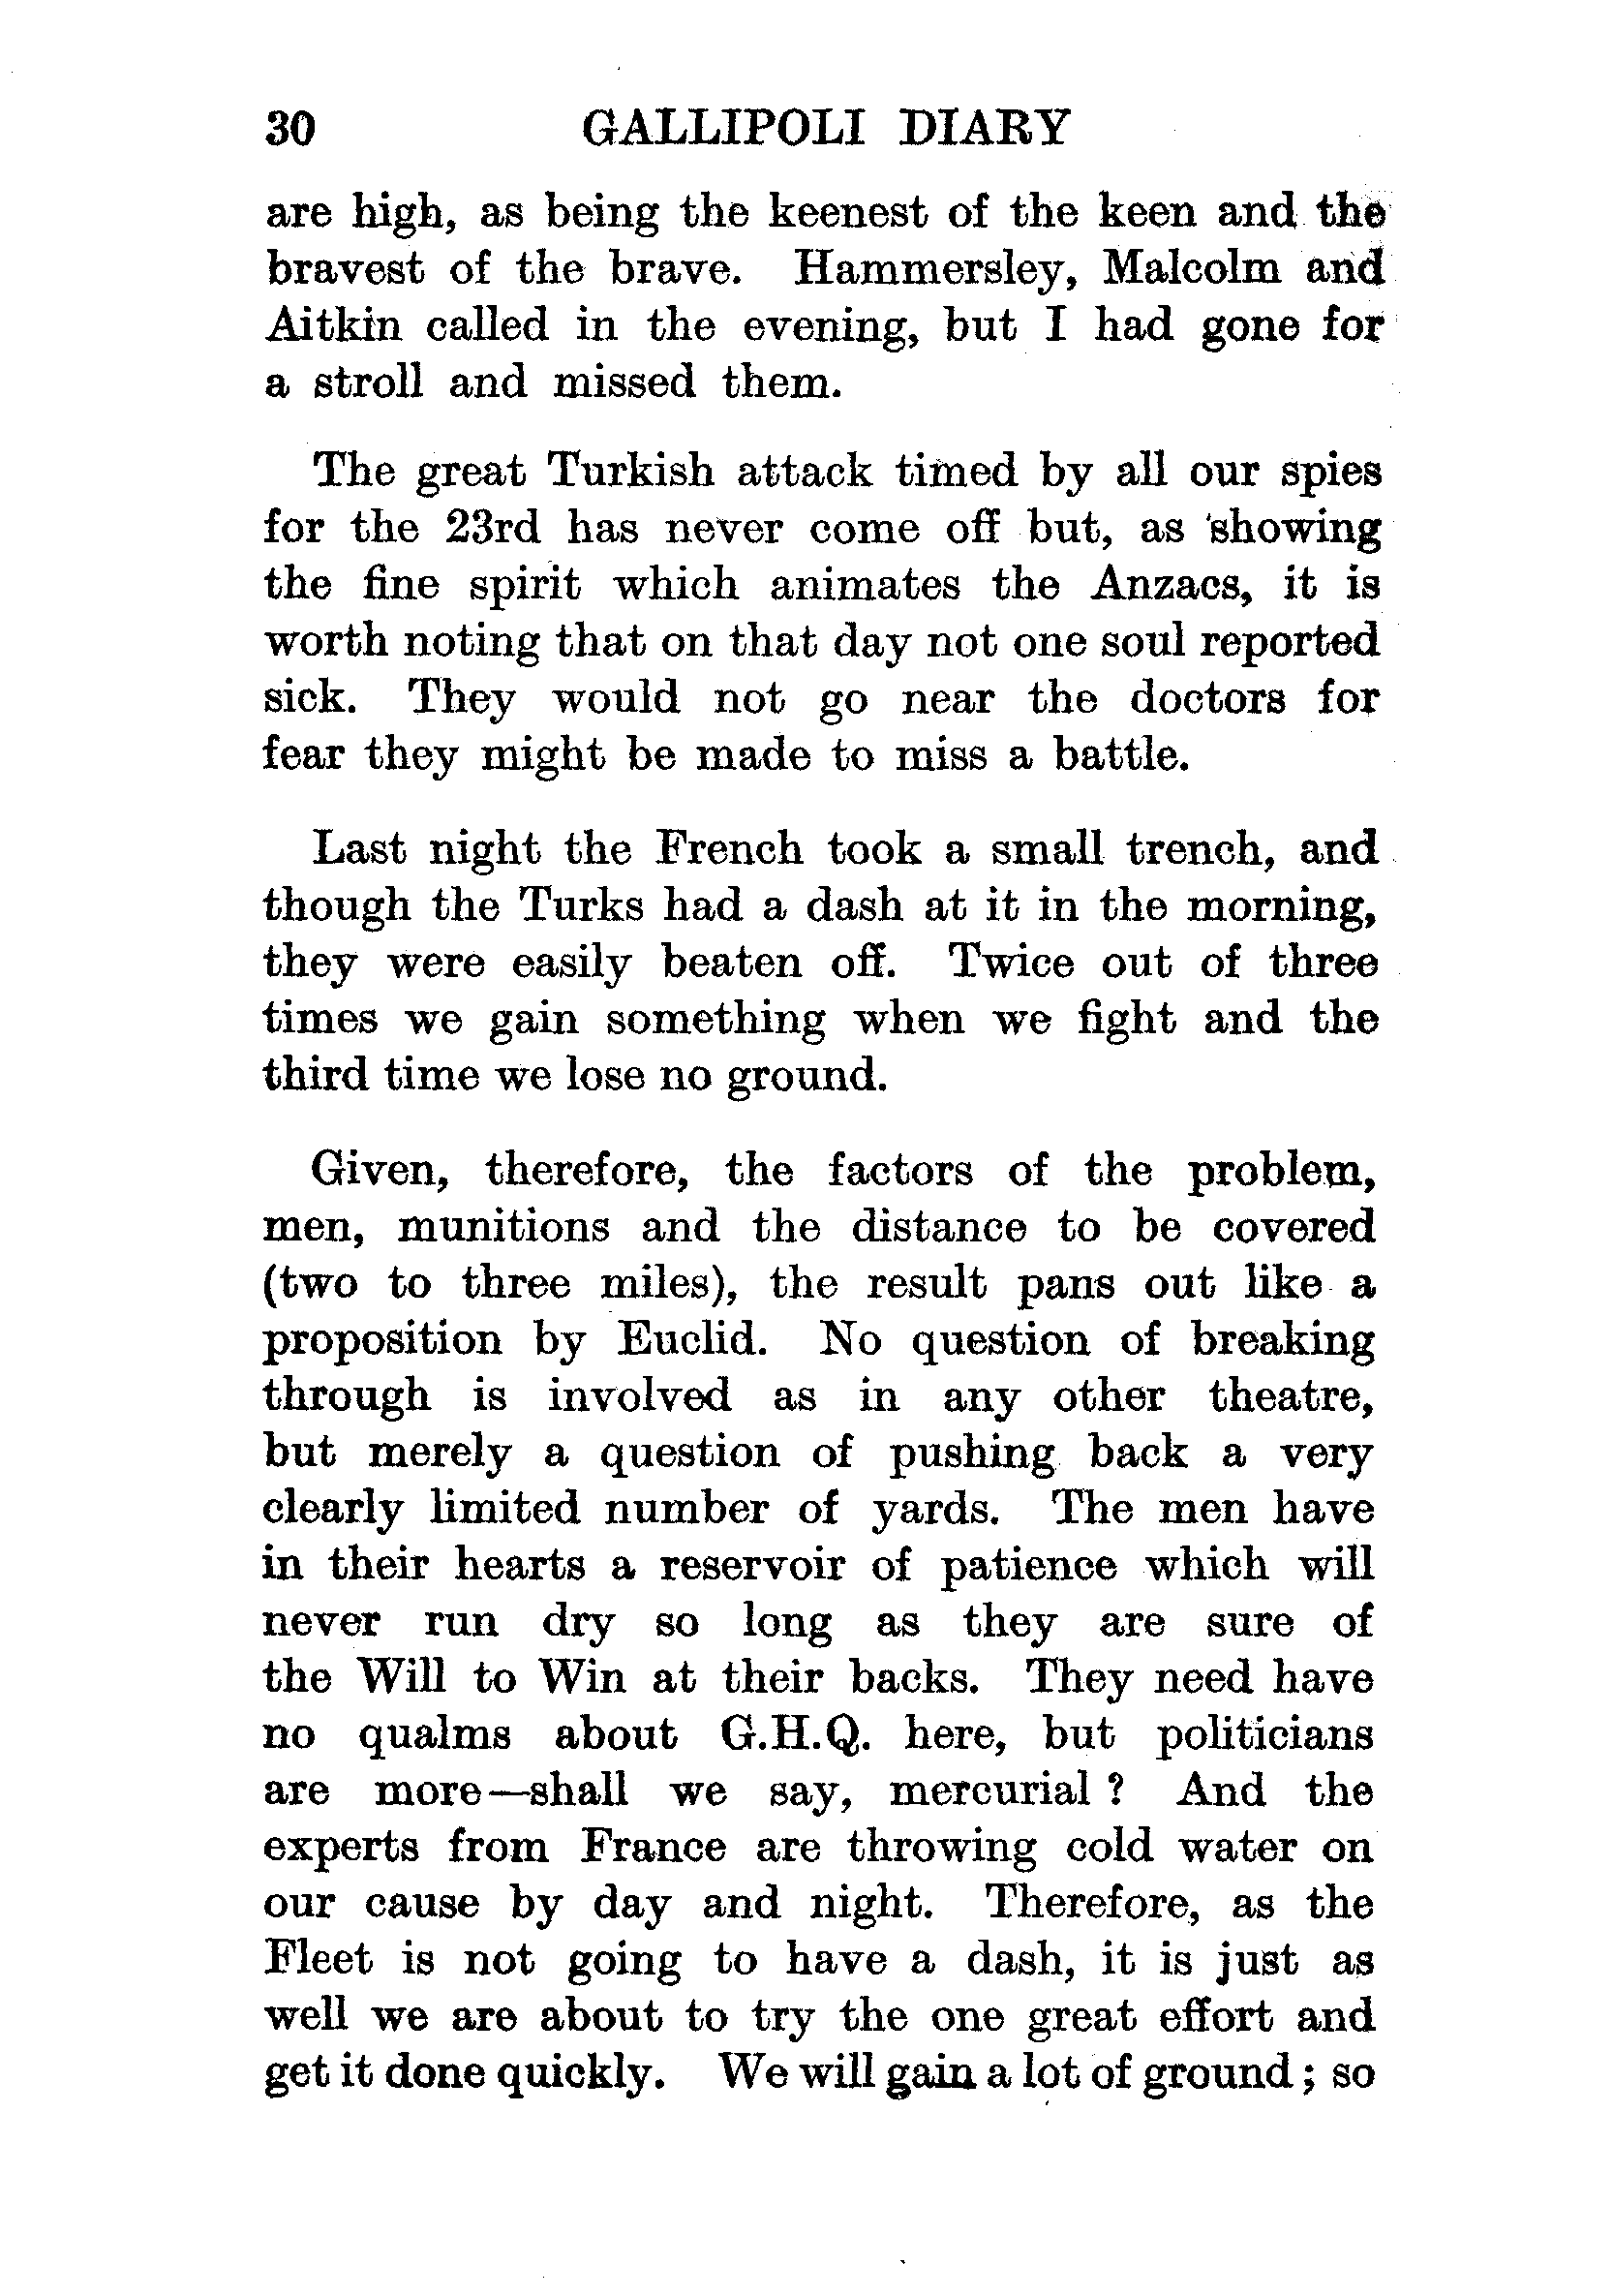 30 GALLIPOLI DIARY
are high, as being the keenest of the keen and the
bravest of the brave. Hammersley, Malcolm and
Aitkin called in the evening, but I had gone for
a stroll and missed them.
The great Turkish attack timed by all our spies
for the 23rd has never come off but, as showing
the fine spirit which animates the Anzacs, it is
worth noting that on that day not one soul reported
sick. They would not go near the doctors for
fear they might be made to miss a battle.
Last night the French took a small trench, and
though the Turks had a dash at it in the morning,
they were easily beaten off. Twice out of three
times we gain something when we fight and the
third time we lose no ground.
Given, therefore, the factors of the problem,
men, munitions and the distance to be covered
(two to three miles), the result pans out like a
proposition by Euclid. No question of breaking
through is involved as in any other theatre,
but merely a question of pushing back a very
clearly limited number of yards. The men have
in their hearts a reservoir of patience which will
never run dry so long as they are sure of
the Will to Win at their backs. They need have
no qualms about G.H.Q. here, but politicians
are more—shall we say, mercurial ? And the
experts from France are throwing cold water on
our cause by day and night. Therefore, as the
Fleet is not going to have a dash, it is just as
well we are about to try the one great effort and
get it done quickly. We will gain a lot of ground ; so